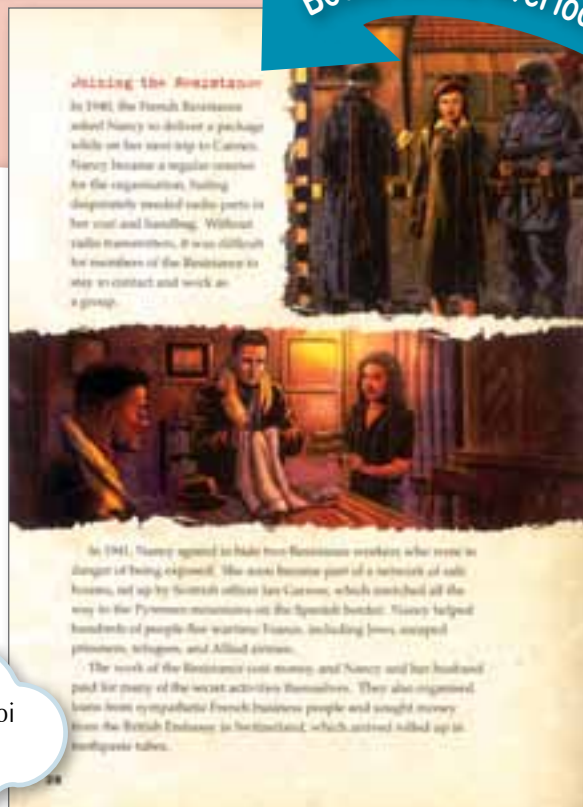 Joining the Resistance
In 1940, the French Resistance
asked Nancy to deliver a package
while on her next trip to Cannes.
Nancy became a regular courier
for the organisation, hiding
desperately needed radio parts in
her coat and handbag. Without
radio transmitters, it was difficult
for members of the Resistance to
stay in contact and work as
a group.
In 1941, Nancy agreed to hide two Resistance workers who were in
danger of being exposed. She soon became part of a network of safe
houses, set up by Scottish officer Ian Garrow, which stretched all the
way to the Pyrenees mountains on the Spanish border. Nancy helped
hundreds of people flee wartime France, including Jews, escaped
prisoners, refugees, and Allied airmen.
The work of the Resistance cost money, and Nancy and her husband
paid for many of the secret activities themselves. They also organised
loans from sympathetic French business people and sought money
from the British Embassy in Switzerland, which arrived rolled up in
toothpaste tubes.